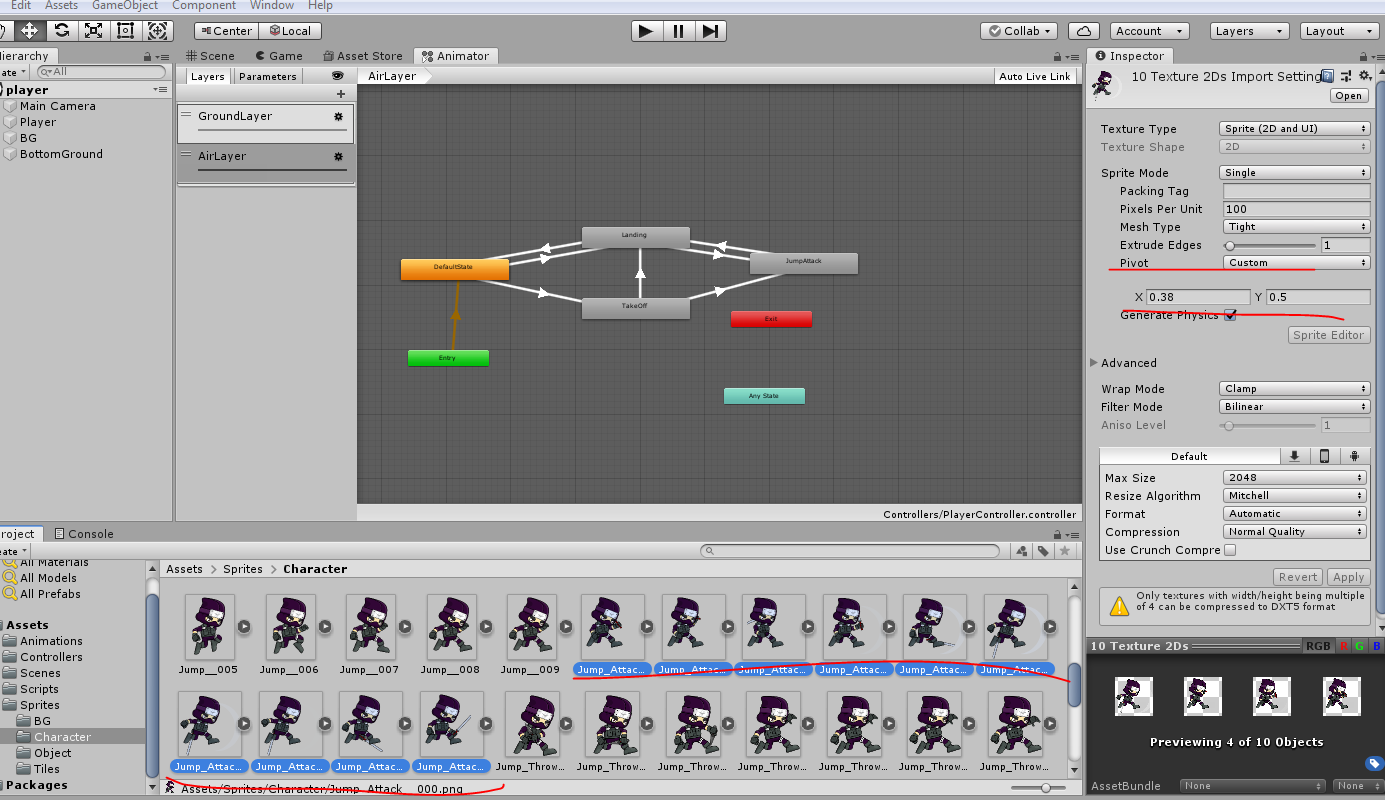 Edit Assets GameObject Component Window Help
Center Local Collab Account Layers Layout
Hierarchy Scene Game Asset Store Animator Inspector
All
player
Main Camera
Player
BG
BottomGround
Layers Parameters
AirLayer Auto Live Link
GroundLayer
AirLayer
Landing
DefaultState
JumpAttack
TakeOff
Exit
Entry
Any State
Controllers/PlayerController.controller
10 Texture 2Ds Import Setting
Open
Texture Type Sprite (2D and UI)
Texture Shape 2D
Sprite Mode Single
Packing Tag
Pixels Per Unit 100
Mesh Type Tight
Extrude Edges 1
Pivot Custom
X 0.38 Y 0.5
Generate Physics
Sprite Editor
Advanced
Wrap Mode Clamp
Filter Mode Bilinear
Aniso Level 1
Default
Max Size 2048
Resize Algorithm Mitchell
Format Automatic
Compression Normal Quality
Use Crunch Compre
Revert Apply
Only textures with width/height being multiple
of 4 can be compressed to DXT5 format
10 Texture 2Ds RGB R G B
Previewing 4 of 10 Objects
AssetBundle None None
roject Console
eate
All Materials
All Models
All Prefabs
Assets
Animations
Controllers
Scenes
Scripts
Sprites
BG
Character
Object
Tiles
Packages
Assets > Sprites > Character
Jump__005 Jump__006 Jump__007 Jump__008 Jump__009 Jump_Attac... Jump_Attac... Jump_Attac... Jump_Attac... Jump_Attac... Jump_Attac...
Jump_Attac... Jump_Attac... Jump_Attac... Jump_Attac... Jump_Throw... Jump_Throw... Jump_Throw... Jump_Throw... Jump_Throw... Jump_Throw... Jump_Throw...
Assets/Sprites/Character/Jump_Attack__000.png